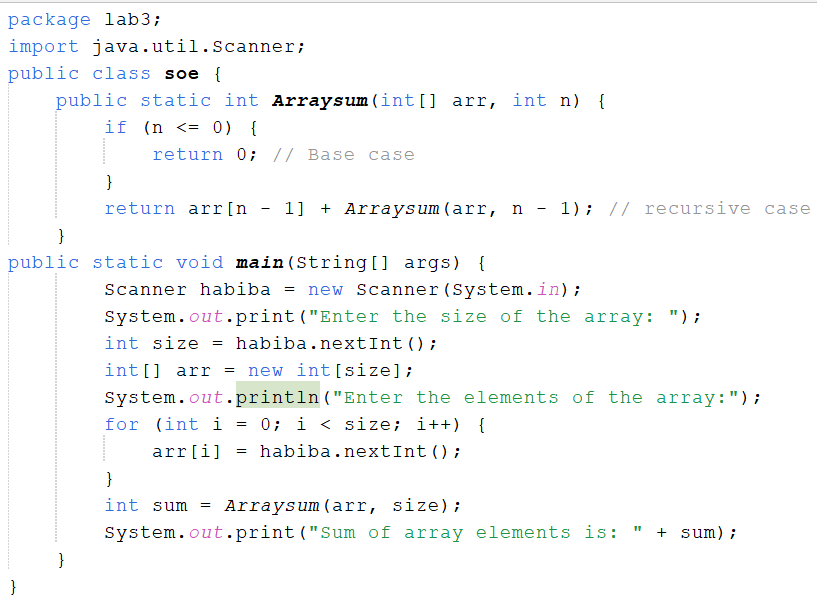 package lab3;
import java.util.Scanner;
public class soe {
    public static int Arraysum(int[] arr, int n) {
        if (n <= 0) {
            return 0; // Base case
        }
        return arr[n - 1] + Arraysum(arr, n - 1); // recursive case
    }
public static void main(String[] args) {
        Scanner habiba = new Scanner(System.in);
        System.out.print("Enter the size of the array: ");
        int size = habiba.nextInt();
        int[] arr = new int[size];
        System.out.println("Enter the elements of the array:");
        for (int i = 0; i < size; i++) {
            arr[i] = habiba.nextInt();
        }
        int sum = Arraysum(arr, size);
        System.out.print("Sum of array elements is: " + sum);
    }
}